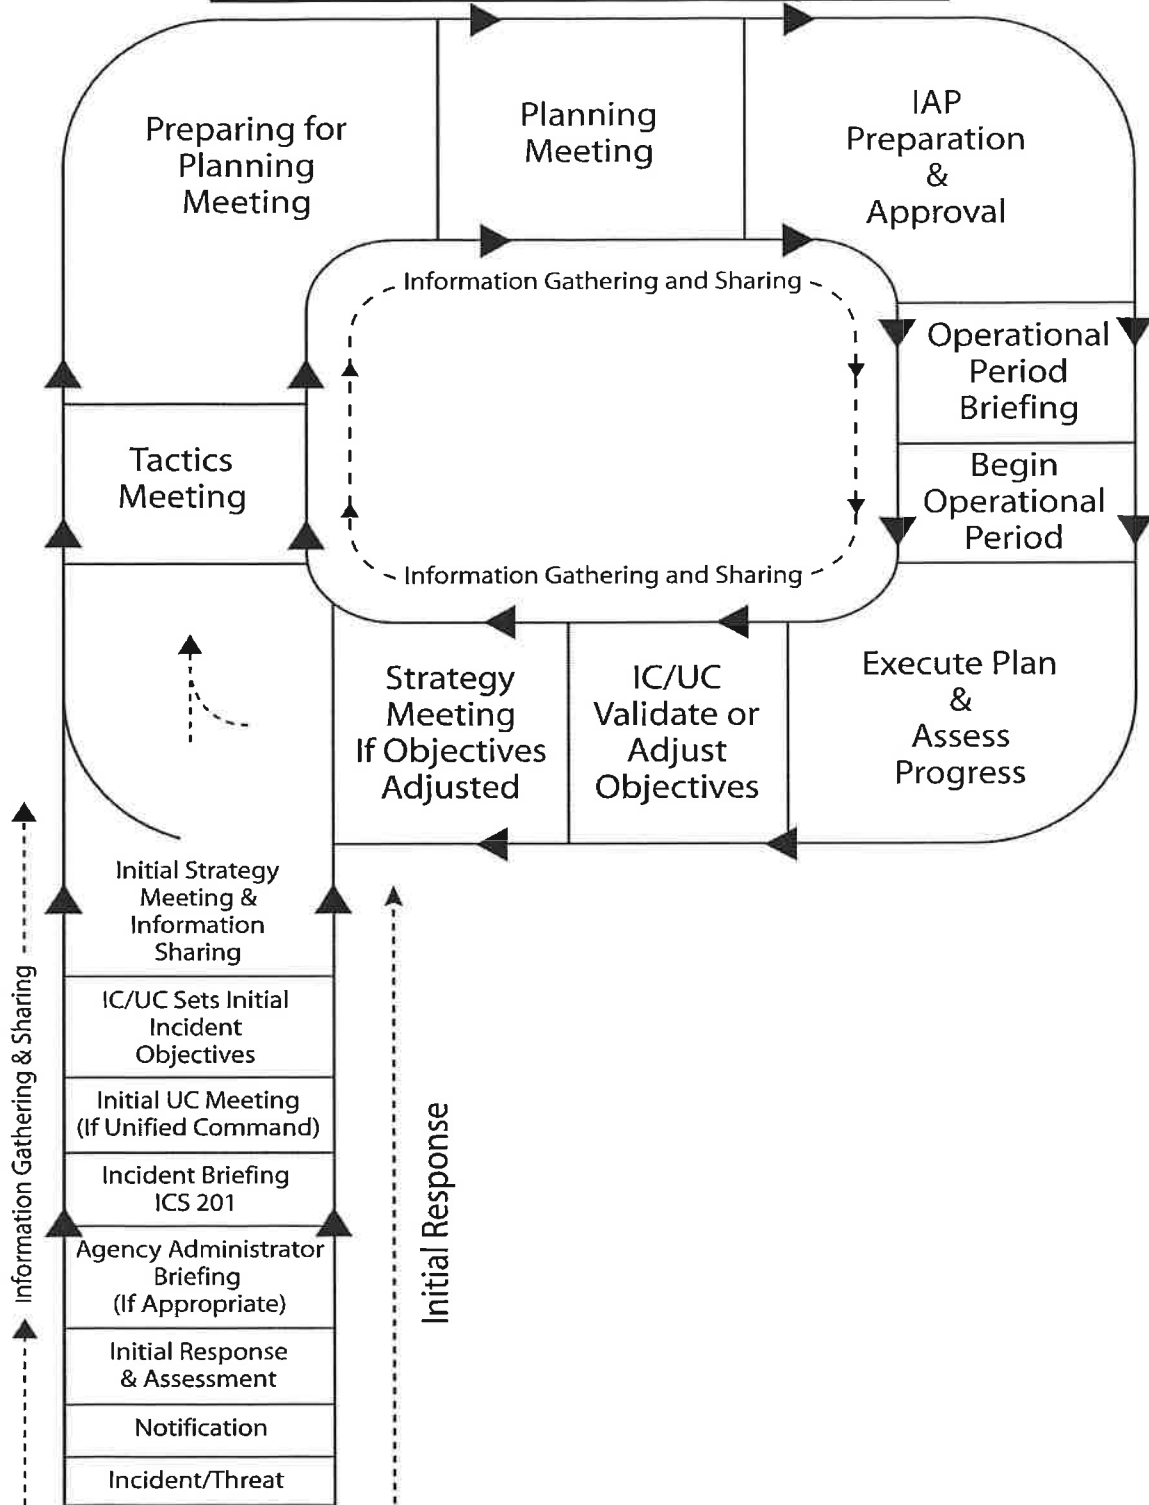 Preparing for
Planning
Meeting
Planning
Meeting
IAP
Preparation
&
Approval
Information Gathering and Sharing
Operational
Period
Briefing
Tactics
Meeting
Begin
Operational
Period
Information Gathering and Sharing
Strategy
Meeting
If Objectives
Adjusted
IC/UC
Validate or
Adjust
Objectives
Execute Plan
&
Assess
Progress
Initial Strategy
Meeting &
Information
Sharing
IC/UC Sets Initial
Incident
Objectives
Initial UC Meeting
(If Unified Command)
Incident Briefing
ICS 201
Agency Administrator
Briefing
(If Appropriate)
Initial Response
& Assessment
Notification
Incident/Threat
Information Gathering & Sharing
Initial Response